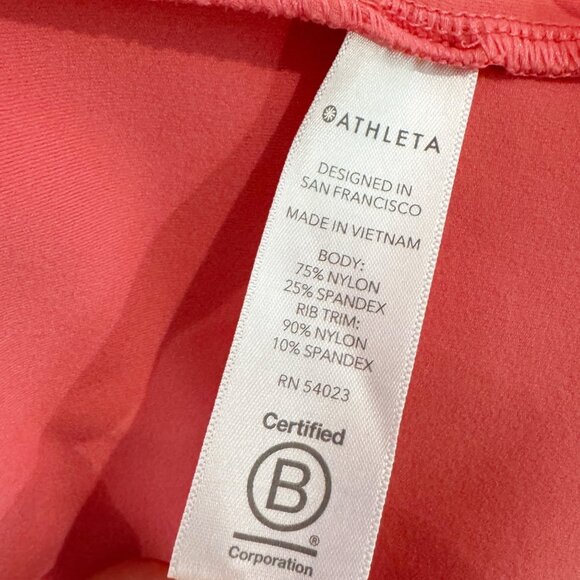 ATHLETA
DESIGNED IN
SAN FRANCISCO
MADE IN VIETNAM
BODY:
75% NYLON
25% SPANDEX
RIB TRIM:
90% NYLON
10% SPANDEX
RN 54023
Certified
B
®
Corporation